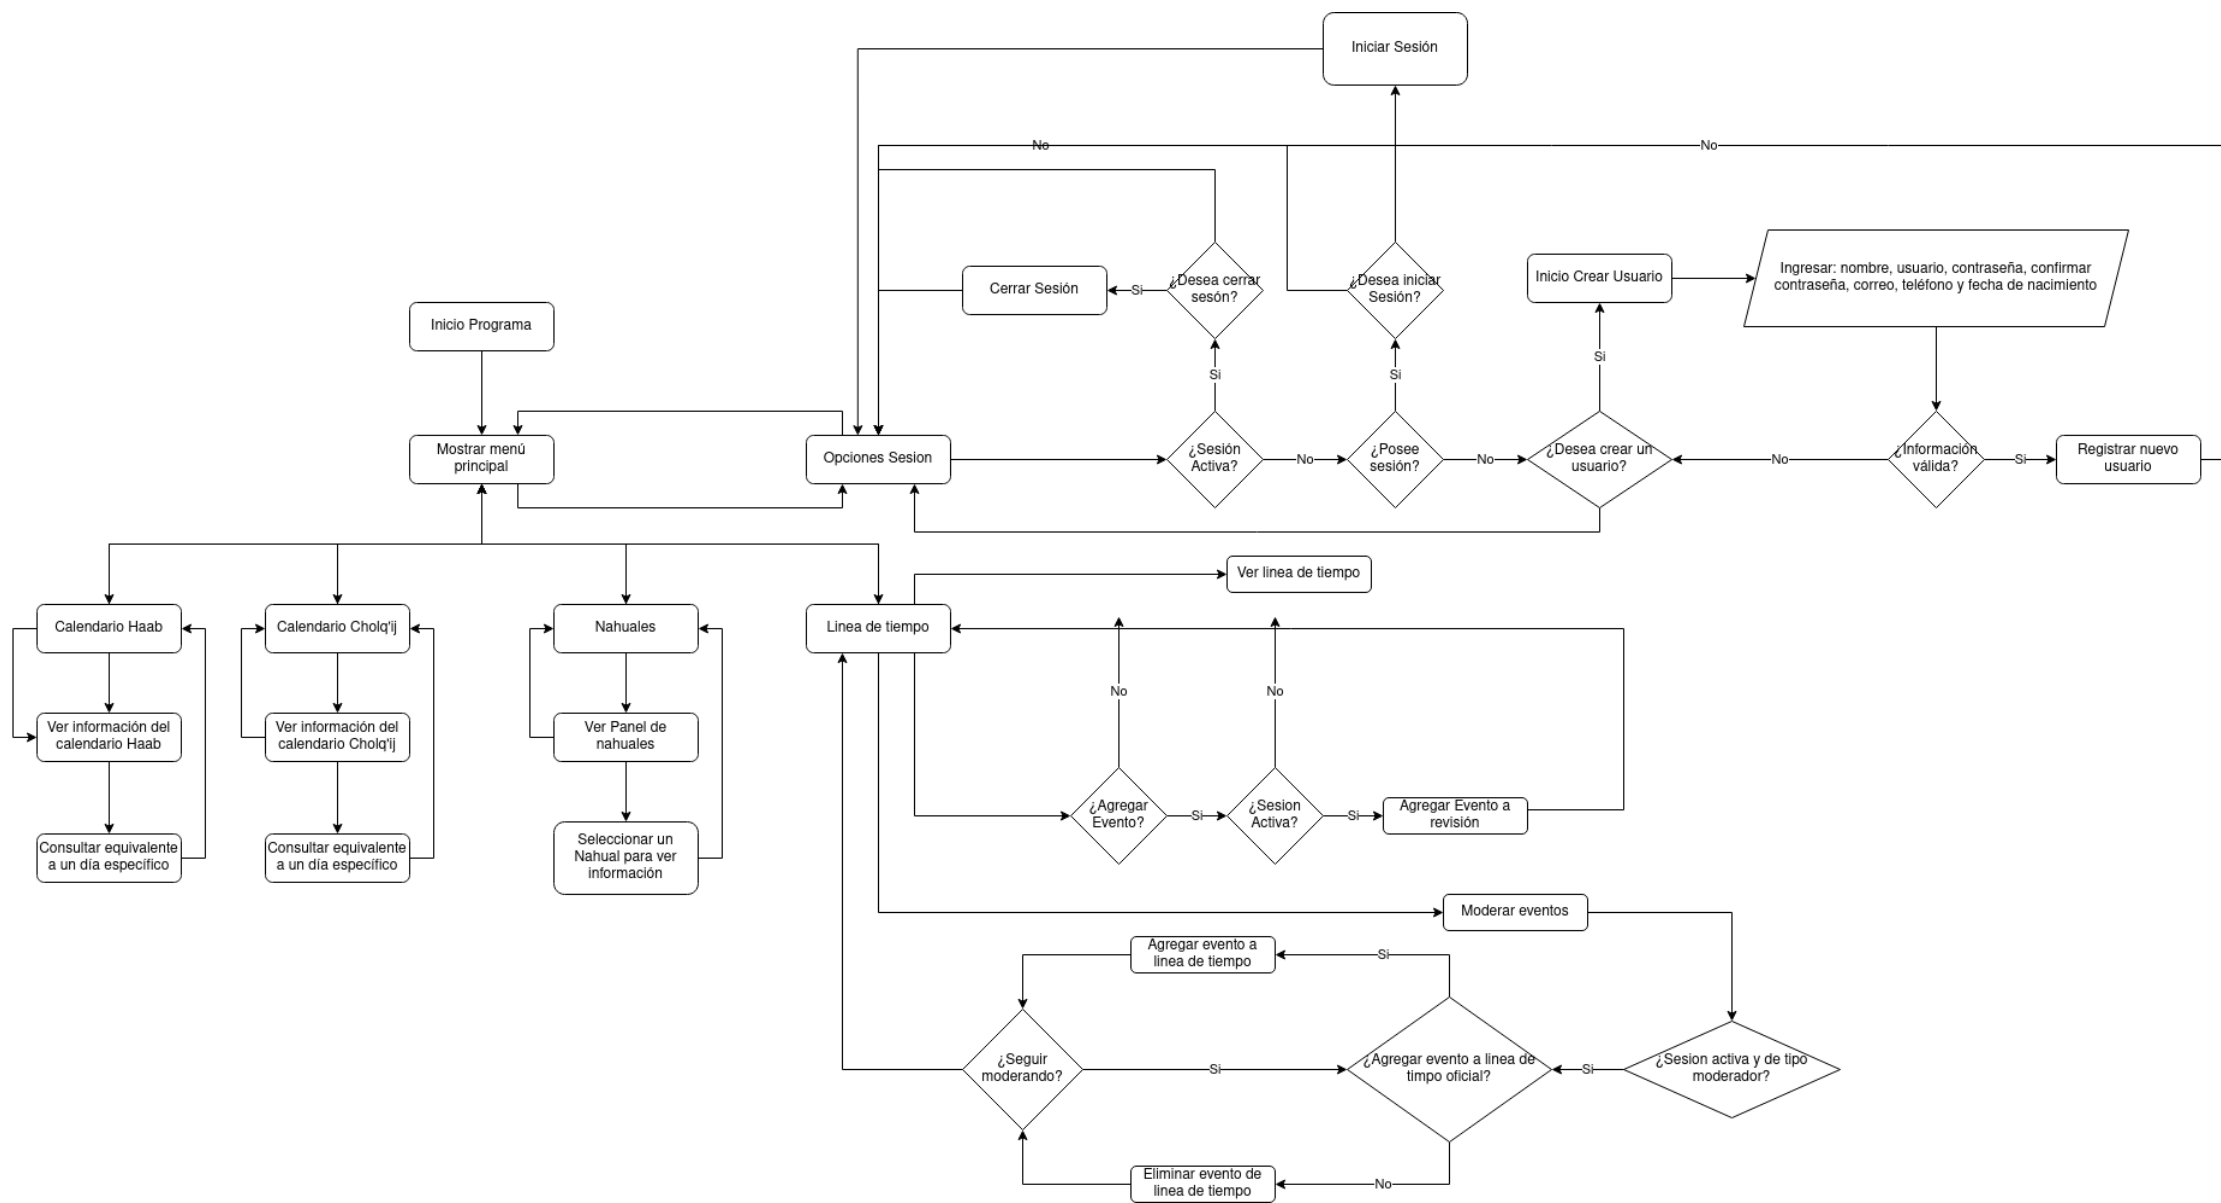 Iniciar Sesión
No
No
¿Desea cerrar
sesón?
¿Desea iniciar
Sesión?
Inicio Crear Usuario
Ingresar: nombre, usuario, contraseña, confirmar
contraseña, correo, teléfono y fecha de nacimiento
Cerrar Sesión
Si
Inicio Programa
Si
Si
Si
Mostrar menú
principal
Opciones Sesion
¿Sesión
Activa?
No
¿Posee
sesión?
No
¿Desea crear un
usuario?
No
¿Información
válida?
Si
Registrar nuevo
usuario
Ver linea de tiempo
Calendario Haab
Calendario Cholq'ij
Nahuales
Linea de tiempo
No
No
Ver información del
calendario Haab
Ver información del
calendario Cholq'ij
Ver Panel de
nahuales
¿Agregar
Evento?
Si
¿Sesion
Activa?
Si
Agregar Evento a
revisión
Consultar equivalente
a un día específico
Consultar equivalente
a un día específico
Seleccionar un
Nahual para ver
información
Moderar eventos
Agregar evento a
linea de tiempo
Si
¿Seguir
moderando?
Si
¿Agregar evento a linea de
timpo oficial?
Si
¿Sesion activa y de tipo
moderador?
Eliminar evento de
linea de tiempo
No